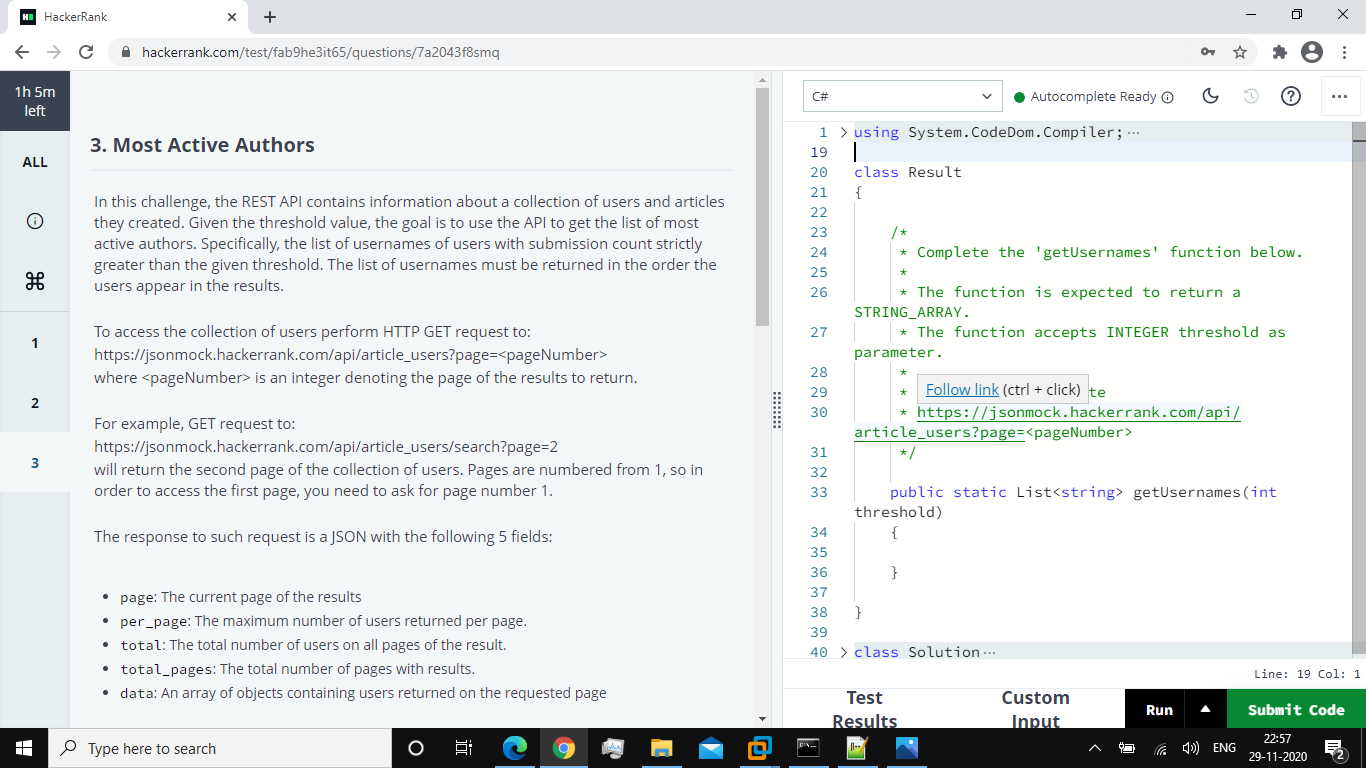 HackerRank
hackerrank.com/test/fab9he3it65/questions/7a2043f8smq
1h 5m
left
ALL
1
2
3
3. Most Active Authors
In this challenge, the REST API contains information about a collection of users and articles
they created. Given the threshold value, the goal is to use the API to get the list of most
active authors. Specifically, the list of usernames of users with submission count strictly
greater than the given threshold. The list of usernames must be returned in the order the
users appear in the results.
To access the collection of users perform HTTP GET request to:
https://jsonmock.hackerrank.com/api/article_users?page=<pageNumber>
where <pageNumber> is an integer denoting the page of the results to return.
For example, GET request to:
https://jsonmock.hackerrank.com/api/article_users/search?page=2
will return the second page of the collection of users. Pages are numbered from 1, so in
order to access the first page, you need to ask for page number 1.
The response to such request is a JSON with the following 5 fields:
• page: The current page of the results
• per_page: The maximum number of users returned per page.
• total: The total number of users on all pages of the result.
• total_pages: The total number of pages with results.
• data: An array of objects containing users returned on the requested page
C#
Autocomplete Ready
1 using System.CodeDom.Compiler;···
19
20 class Result
21 {
22
23 /*
24 * Complete the 'getUsernames' function below.
25 *
26 * The function is expected to return a
STRING_ARRAY.
27 * The function accepts INTEGER threshold as
parameter.
28 *
29 * te
Follow link (ctrl + click)
30 * https://jsonmock.hackerrank.com/api/
article_users?page=<pageNumber>
31 */
32
33 public static List<string> getUsernames(int
threshold)
34 {
35
36 }
37
38 }
39
40 class Solution···
Line: 19 Col: 1
Test
Results
Custom
Input
Run
Submit Code
Type here to search
ENG
22:57
29-11-2020
2